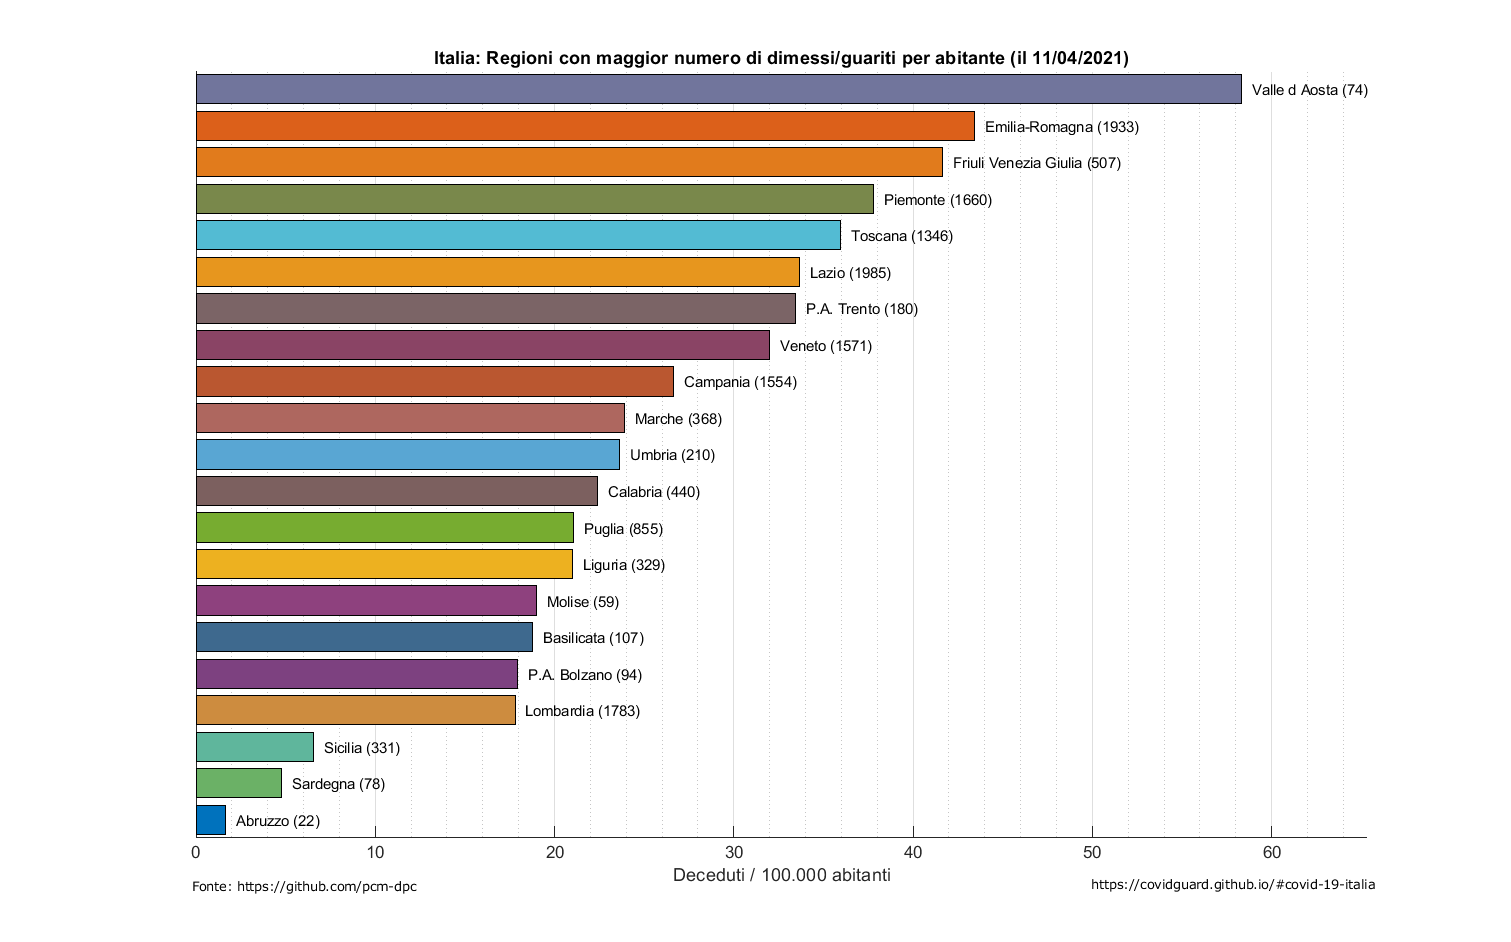 Italia: Regioni con maggior numero di dimessi/guariti per abitante (il 11/04/2021)
Valle d Aosta (74)
Emilia-Romagna (1933)
Friuli Venezia Giulia (507)
Piemonte (1660)
Toscana (1346)
Lazio (1985)
P.A. Trento (180)
Veneto (1571)
Campania (1554)
Marche (368)
Umbria (210)
Calabria (440)
Puglia (855)
Liguria (329)
Molise (59)
Basilicata (107)
P.A. Bolzano (94)
Lombardia (1783)
Sicilia (331)
Sardegna (78)
Abruzzo (22)
0 10 20 30 40 50 60
Deceduti / 100.000 abitanti
Fonte: https://github.com/pcm-dpc
https://covidguard.github.io/#covid-19-italia